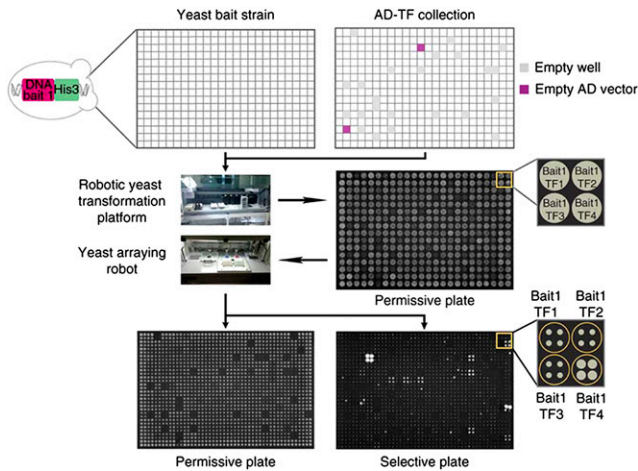 Yeast bait strain
AD-TF collection
DNA
bait 1
His3
Empty well
Empty AD vector
Robotic yeast
transformation
platform
Bait1
TF1
Bait1
TF2
Bait1
TF3
Bait1
TF4
Yeast arraying
robot
Permissive plate
Bait1
TF1
Bait1
TF2
Bait1
TF3
Bait1
TF4
Permissive plate
Selective plate